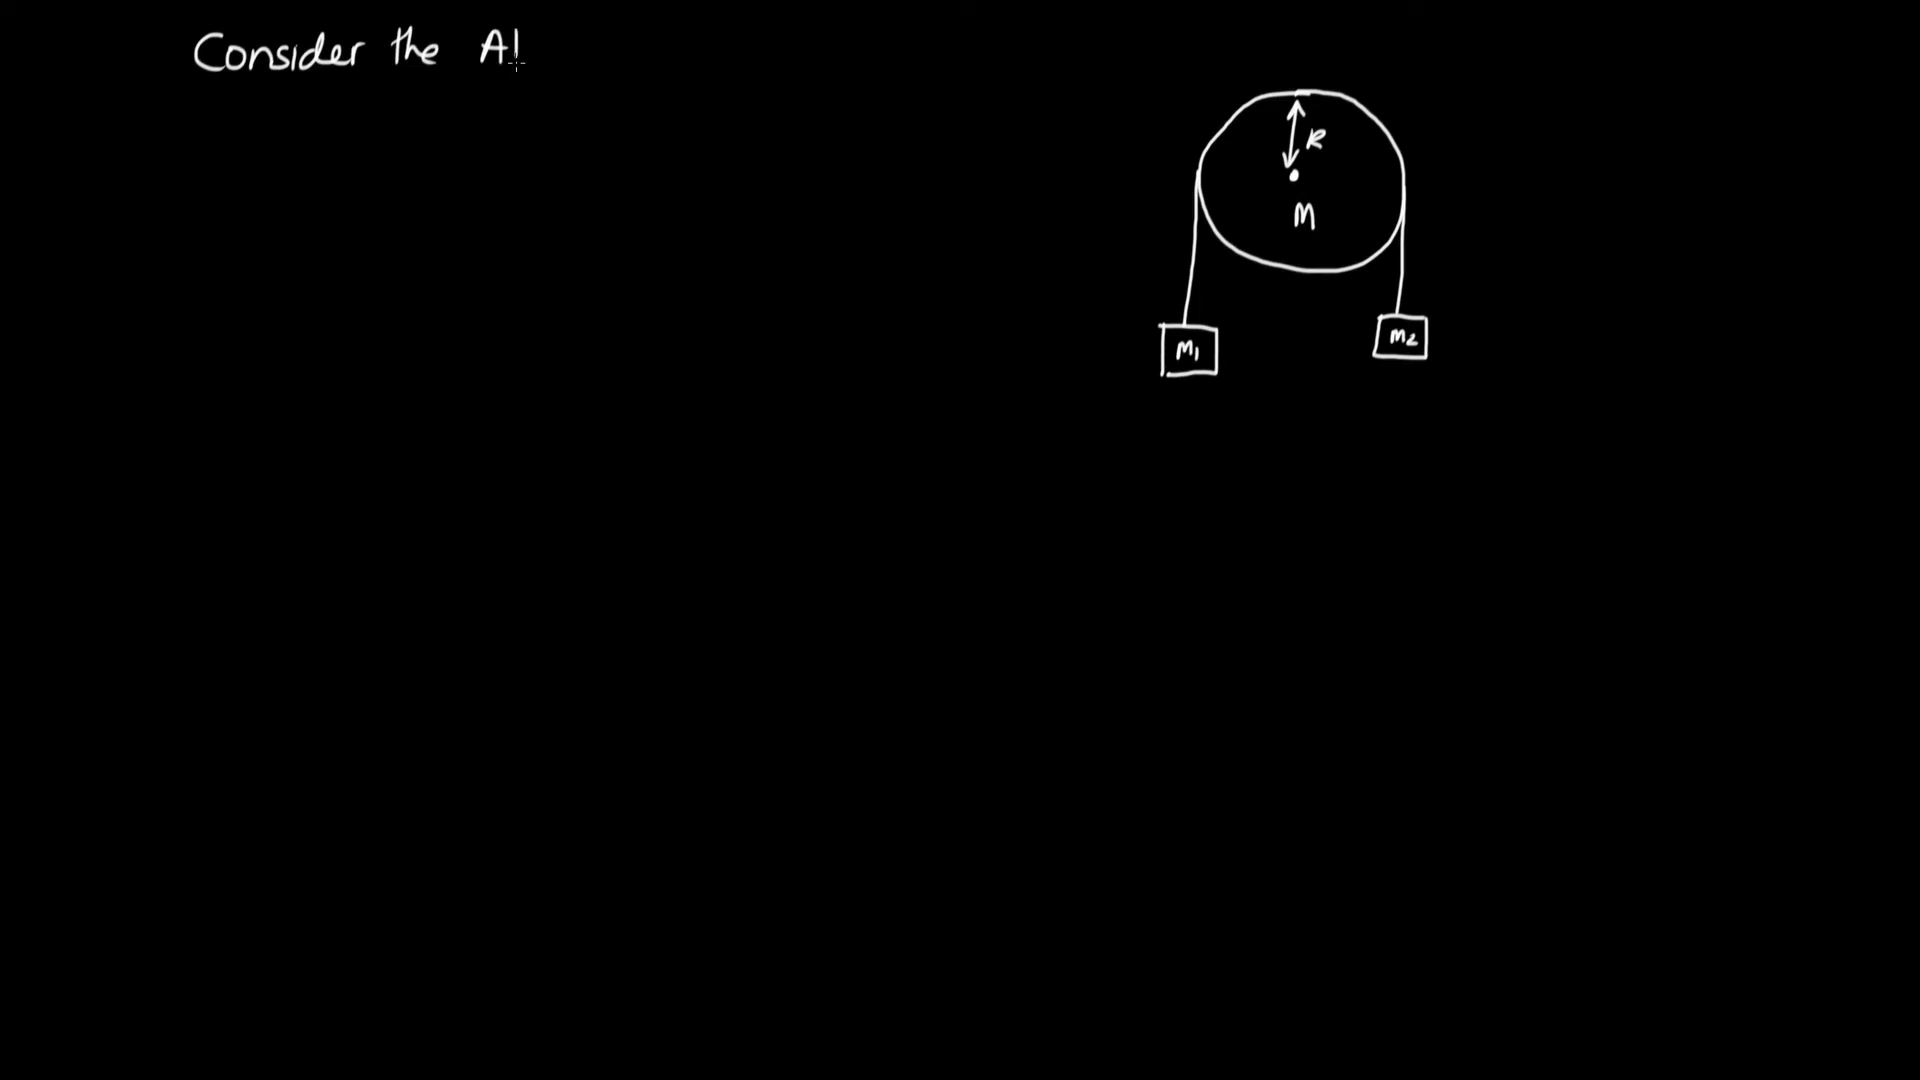 Consider the A
R
M
m₁
m₂